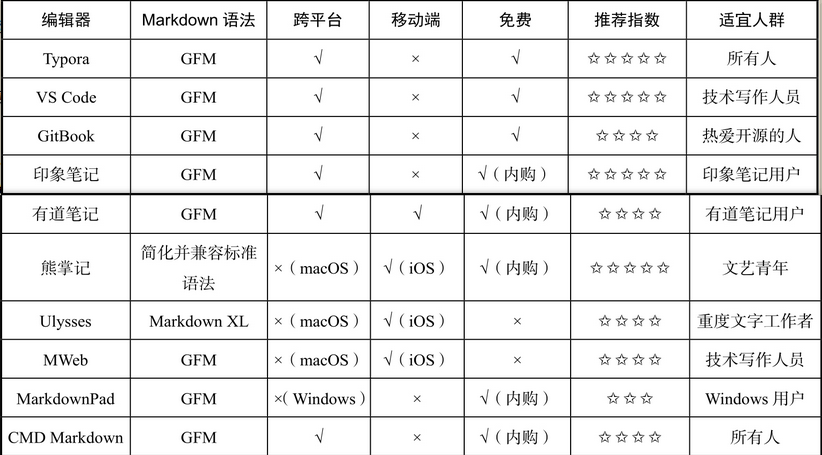 编辑器 Markdown 语法 跨平台 移动端 免费 推荐指数 适宜人群
Typora GFM √ × √ ☆☆☆☆☆ 所有人
VS Code GFM √ × √ ☆☆☆☆☆ 技术写作人员
GitBook GFM √ × √ ☆☆☆☆ 热爱开源的人
印象笔记 GFM √ × √（内购） ☆☆☆☆☆ 印象笔记用户
有道笔记 GFM √ √ √（内购） ☆☆☆☆ 有道笔记用户
熊掌记 简化并兼容标准 ×（macOS） √（iOS） √（内购） ☆☆☆☆☆ 文艺青年
语法
Ulysses Markdown XL ×（macOS） √（iOS） × ☆☆☆☆ 重度文字工作者
MWeb GFM ×（macOS） √（iOS） × ☆☆☆☆ 技术写作人员
MarkdownPad GFM ×（Windows） × √（内购） ☆☆☆ Windows 用户
CMD Markdown GFM √ × √（内购） ☆☆☆☆ 所有人